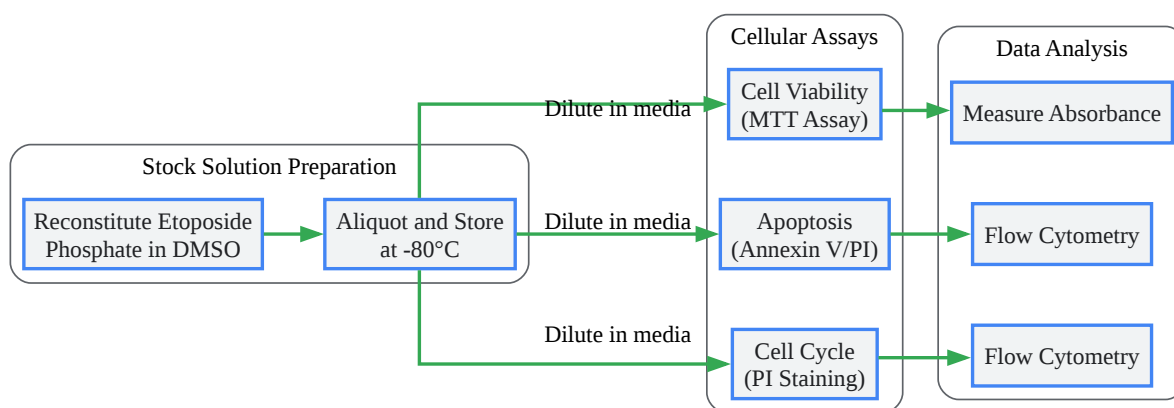 Stock Solution Preparation
Reconstitute Etoposide
Phosphate in DMSO
Aliquot and Store
at -80°C
Dilute in media
Dilute in media
Dilute in media
Cellular Assays
Cell Viability
(MTT Assay)
Apoptosis
(Annexin V/PI)
Cell Cycle
(PI Staining)
Data Analysis
Measure Absorbance
Flow Cytometry
Flow Cytometry